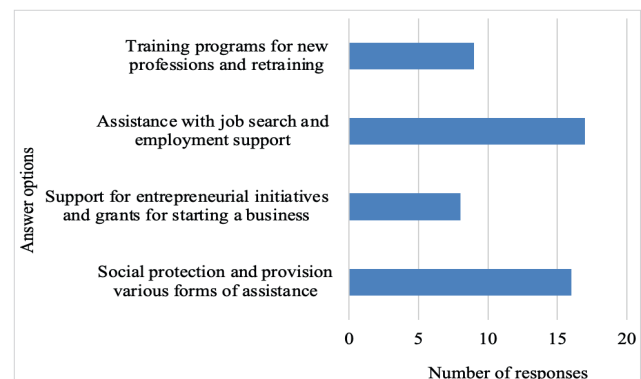 Training programs for new
professions and retraining
Assistance with job search and
employment support
Support for entrepreneurial initiatives
and grants for starting a business
Social protection and provision
various forms of assistance
Answer options
0 5 10 15 20
Number of responses